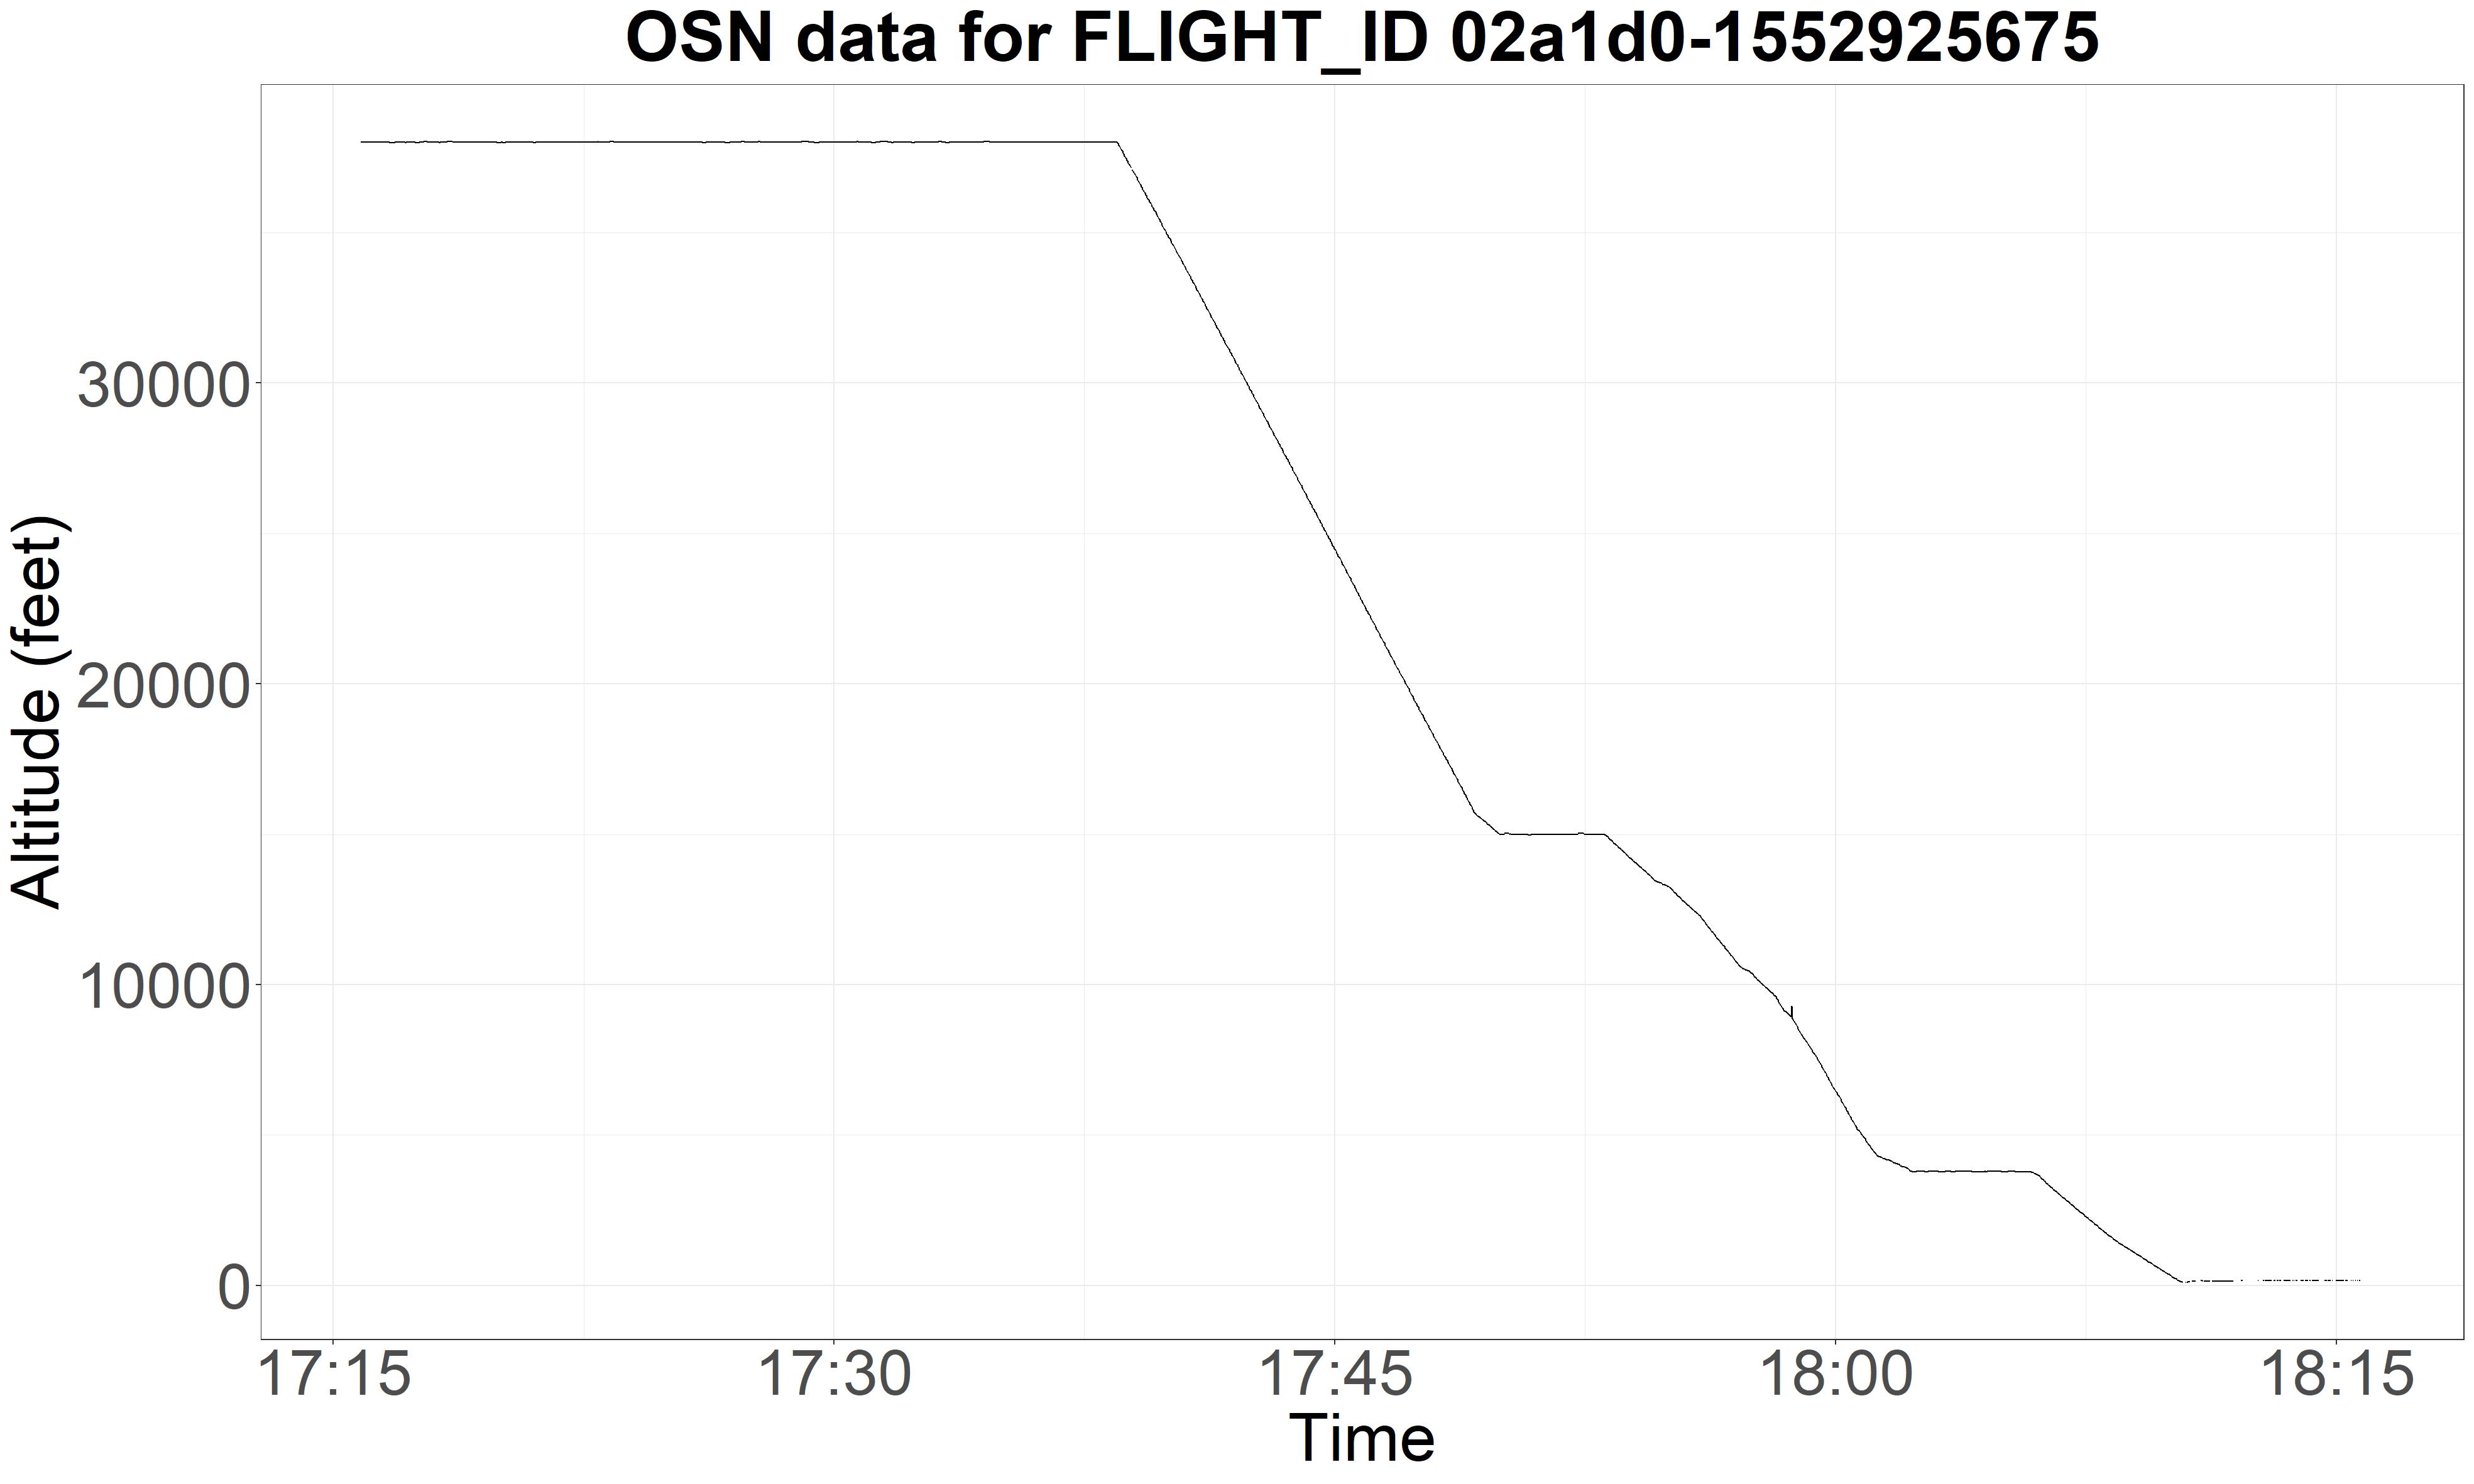 OSN data for FLIGHT_ID 02a1d0-1552925675
Altitude (feet)
30000
20000
10000
0
17:15 17:30 17:45 18:00 18:15
Time